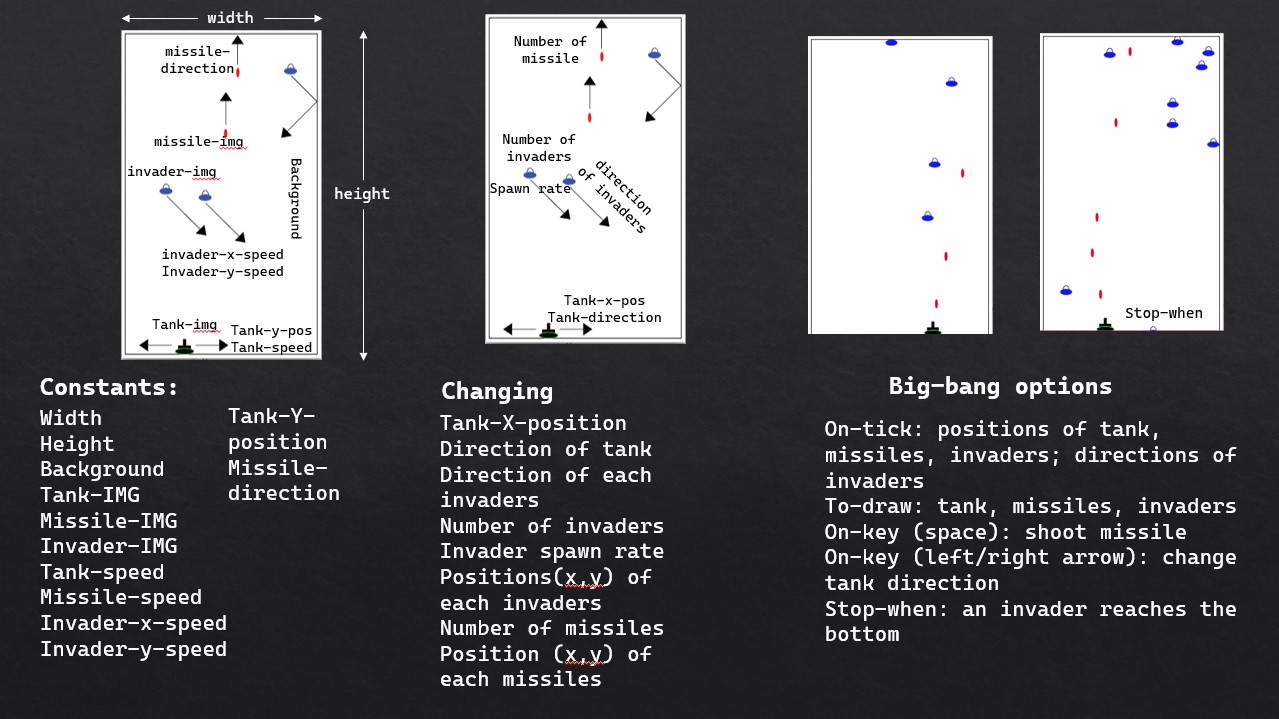 width
missile-
direction
missile-img
invader-img
Background
height
invader-x-speed
Invader-y-speed
Tank-img
Tank-y-pos
Tank-speed
Number of
missile
Number of
invaders
Spawn rate
direction
of invaders
Tank-x-pos
Tank-direction
Stop-when
Constants:
Width
Height
Background
Tank-IMG
Missile-IMG
Invader-IMG
Tank-speed
Missile-speed
Invader-x-speed
Invader-y-speed
Tank-Y-
position
Missile-
direction
Changing
Tank-X-position
Direction of tank
Direction of each
invaders
Number of invaders
Invader spawn rate
Positions(x,y) of
each invaders
Number of missiles
Position (x,y) of
each missiles
Big-bang options
On-tick: positions of tank,
missiles, invaders; directions of
invaders
To-draw: tank, missiles, invaders
On-key (space): shoot missile
On-key (left/right arrow): change
tank direction
Stop-when: an invader reaches the
bottom